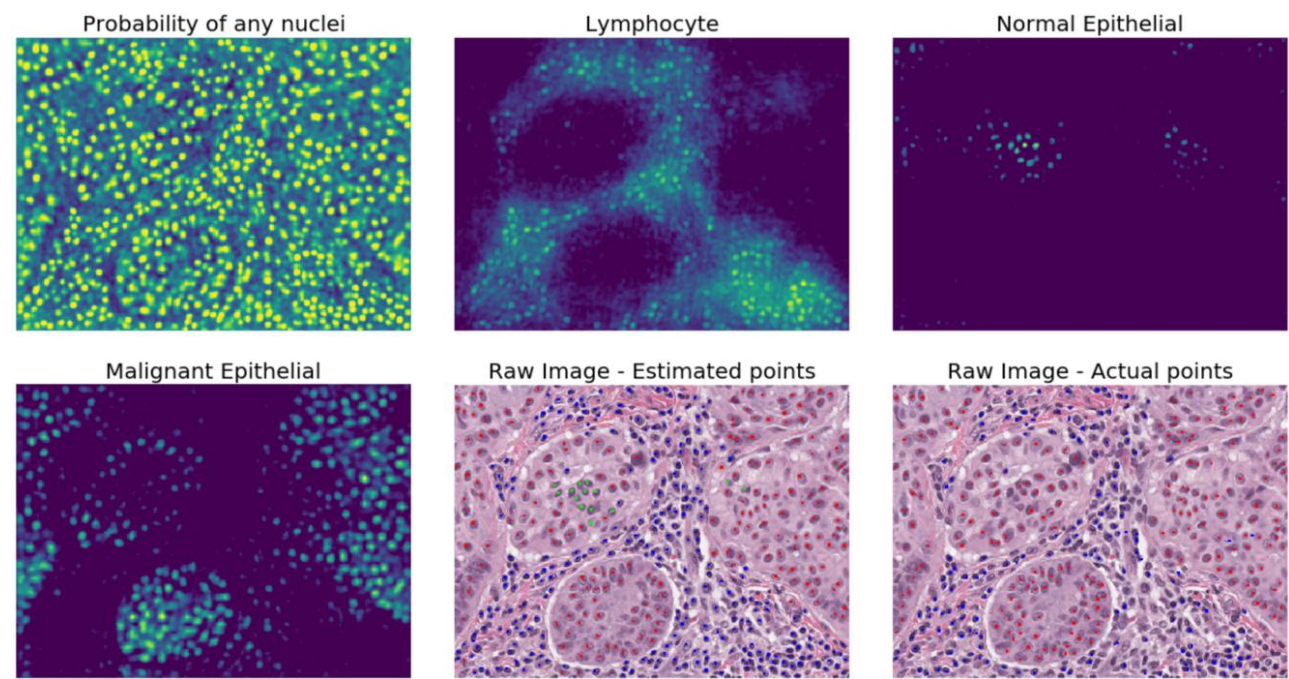 Probability of any nuclei
Lymphocyte
Normal Epithelial
Malignant Epithelial
Raw Image - Estimated points
Raw Image - Actual points